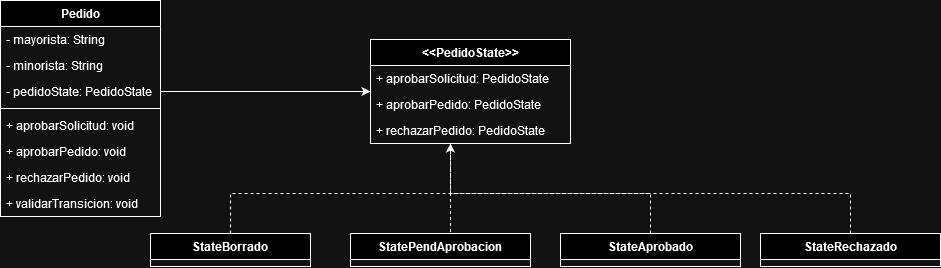 Pedido
- mayorista: String
- minorista: String
- pedidoState: PedidoState
+ aprobarSolicitud: void
+ aprobarPedido: void
+ rechazarPedido: void
+ validarTransicion: void
<<PedidoState>>
+ aprobarSolicitud: PedidoState
+ aprobarPedido: PedidoState
+ rechazarPedido: PedidoState
StateBorrado
StatePendAprobacion
StateAprobado
StateRechazado